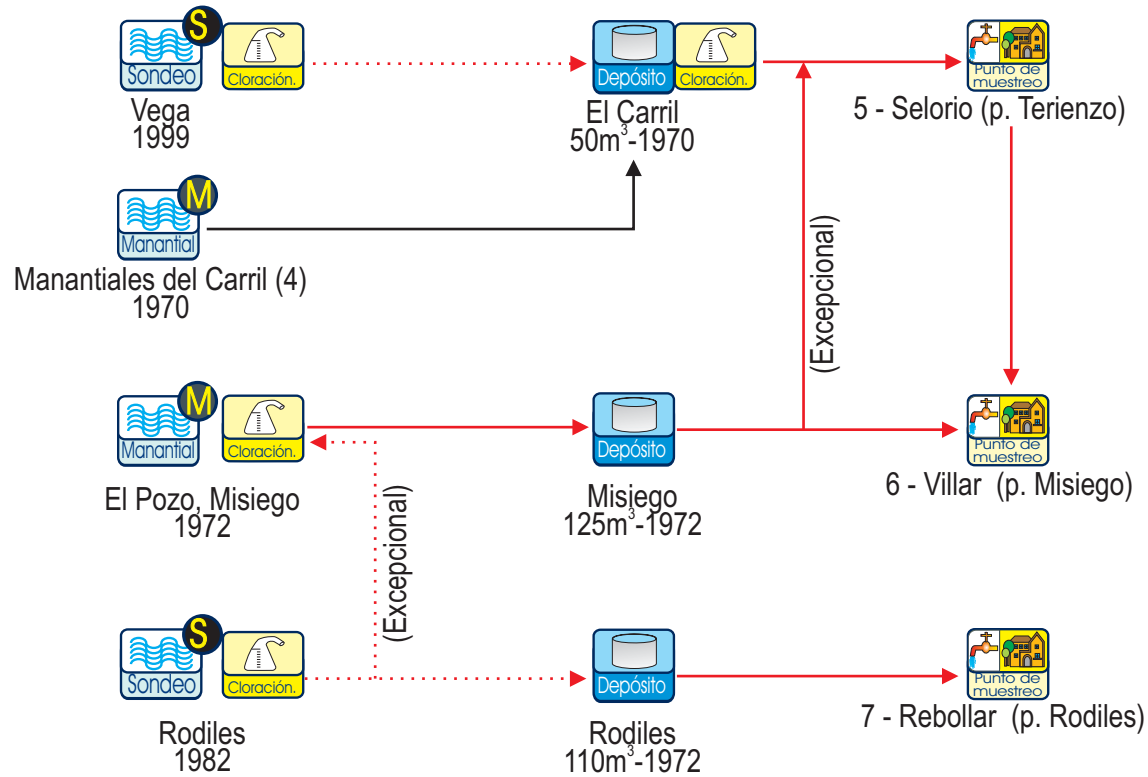 S
Sondeo
Cloración.
Vega
1999
Depósito
Cloración.
El Carril
50m³-1970
Punto de
muestreo
5 - Selorio (p. Terienzo)
M
Manantial
Manantiales del Carril (4)
1970
(Excepcional)
M
Manantial
Cloración.
El Pozo, Misiego
1972
Depósito
Misiego
125m³-1972
Punto de
muestreo
6 - Villar (p. Misiego)
(Excepcional)
S
Sondeo
Cloración.
Rodiles
1982
Depósito
Rodiles
110m³-1972
Punto de
muestreo
7 - Rebollar (p. Rodiles)